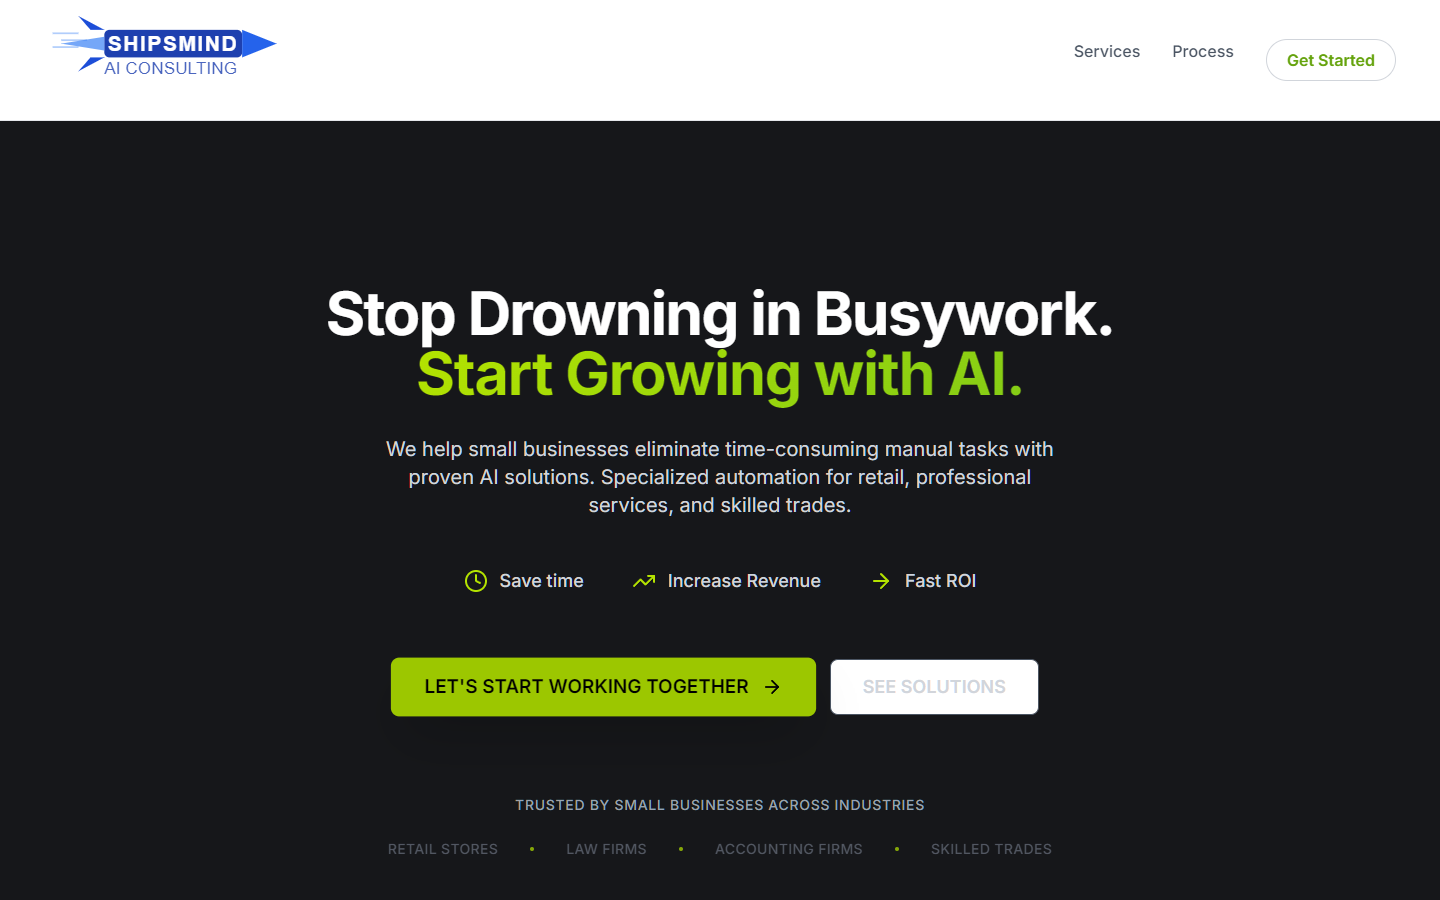 SHIPSMIND
AI CONSULTING
Services
Process
Get Started
Stop Drowning in Busywork.
Start Growing with AI.
We help small businesses eliminate time-consuming manual tasks with
proven AI solutions. Specialized automation for retail, professional
services, and skilled trades.
Save time
Increase Revenue
Fast ROI
LET'S START WORKING TOGETHER
SEE SOLUTIONS
TRUSTED BY SMALL BUSINESSES ACROSS INDUSTRIES
RETAIL STORES • LAW FIRMS • ACCOUNTING FIRMS • SKILLED TRADES